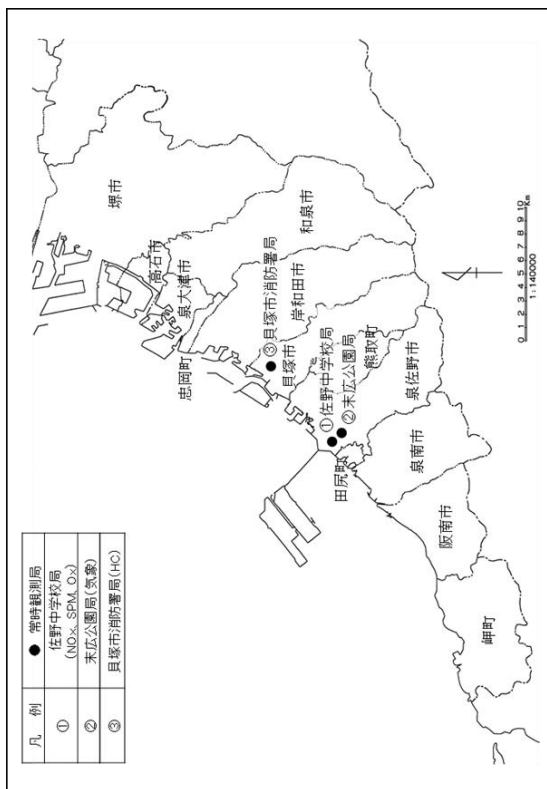 凡 例
● 常時観測局
①
佐野中学校局
(NOx, SPM, Ox)
②
末広公園局(気象)
③
貝塚市消防署局(HC)
堺市
高石市
泉大津市
忠岡町
和泉市
岸和田市
③貝塚市消防署局
貝塚市
①佐野中学校局
②末広公園局
熊取町
田尻町
泉佐野市
泉南市
阪南市
岬町
0 1 2 3 4 5 6 7 8 9 10
Km
1:140000